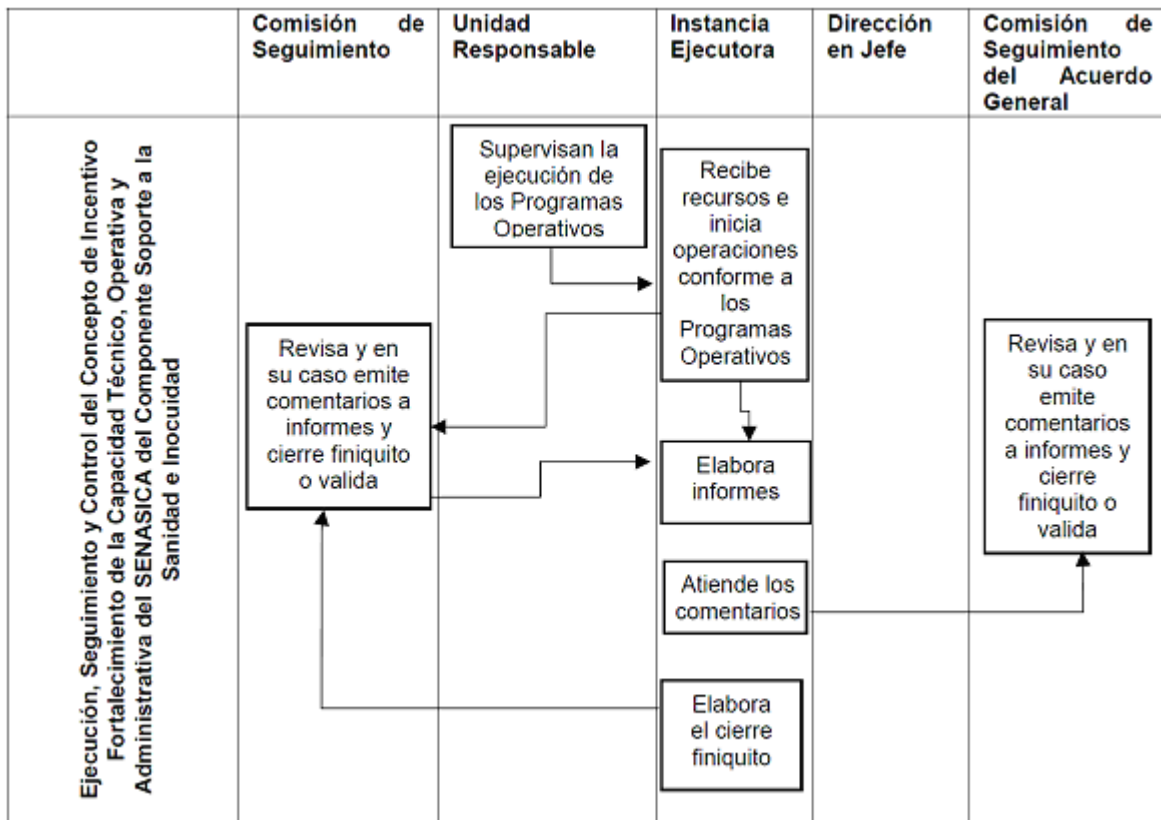 Comisión de
Seguimiento
Unidad
Responsable
Instancia
Ejecutora
Dirección
en Jefe
Comisión de
Seguimiento
del Acuerdo
General
Ejecución, Seguimiento y Control del Concepto de Incentivo
Fortalecimiento de la Capacidad Técnico, Operativa y
Administrativa del SENASICA del Componente Soporte a la
Sanidad e Inocuidad
Supervisan la
ejecución de
los Programas
Operativos
Recibe
recursos e
inicia
operaciones
conforme a
los
Programas
Operativos
Revisa y en
su caso emite
comentarios a
informes y
cierre finiquito
o valida
Elabora
informes
Revisa y en
su caso
emite
comentarios
a informes y
cierre
finiquito o
valida
Atiende los
comentarios
Elabora
el cierre
finiquito